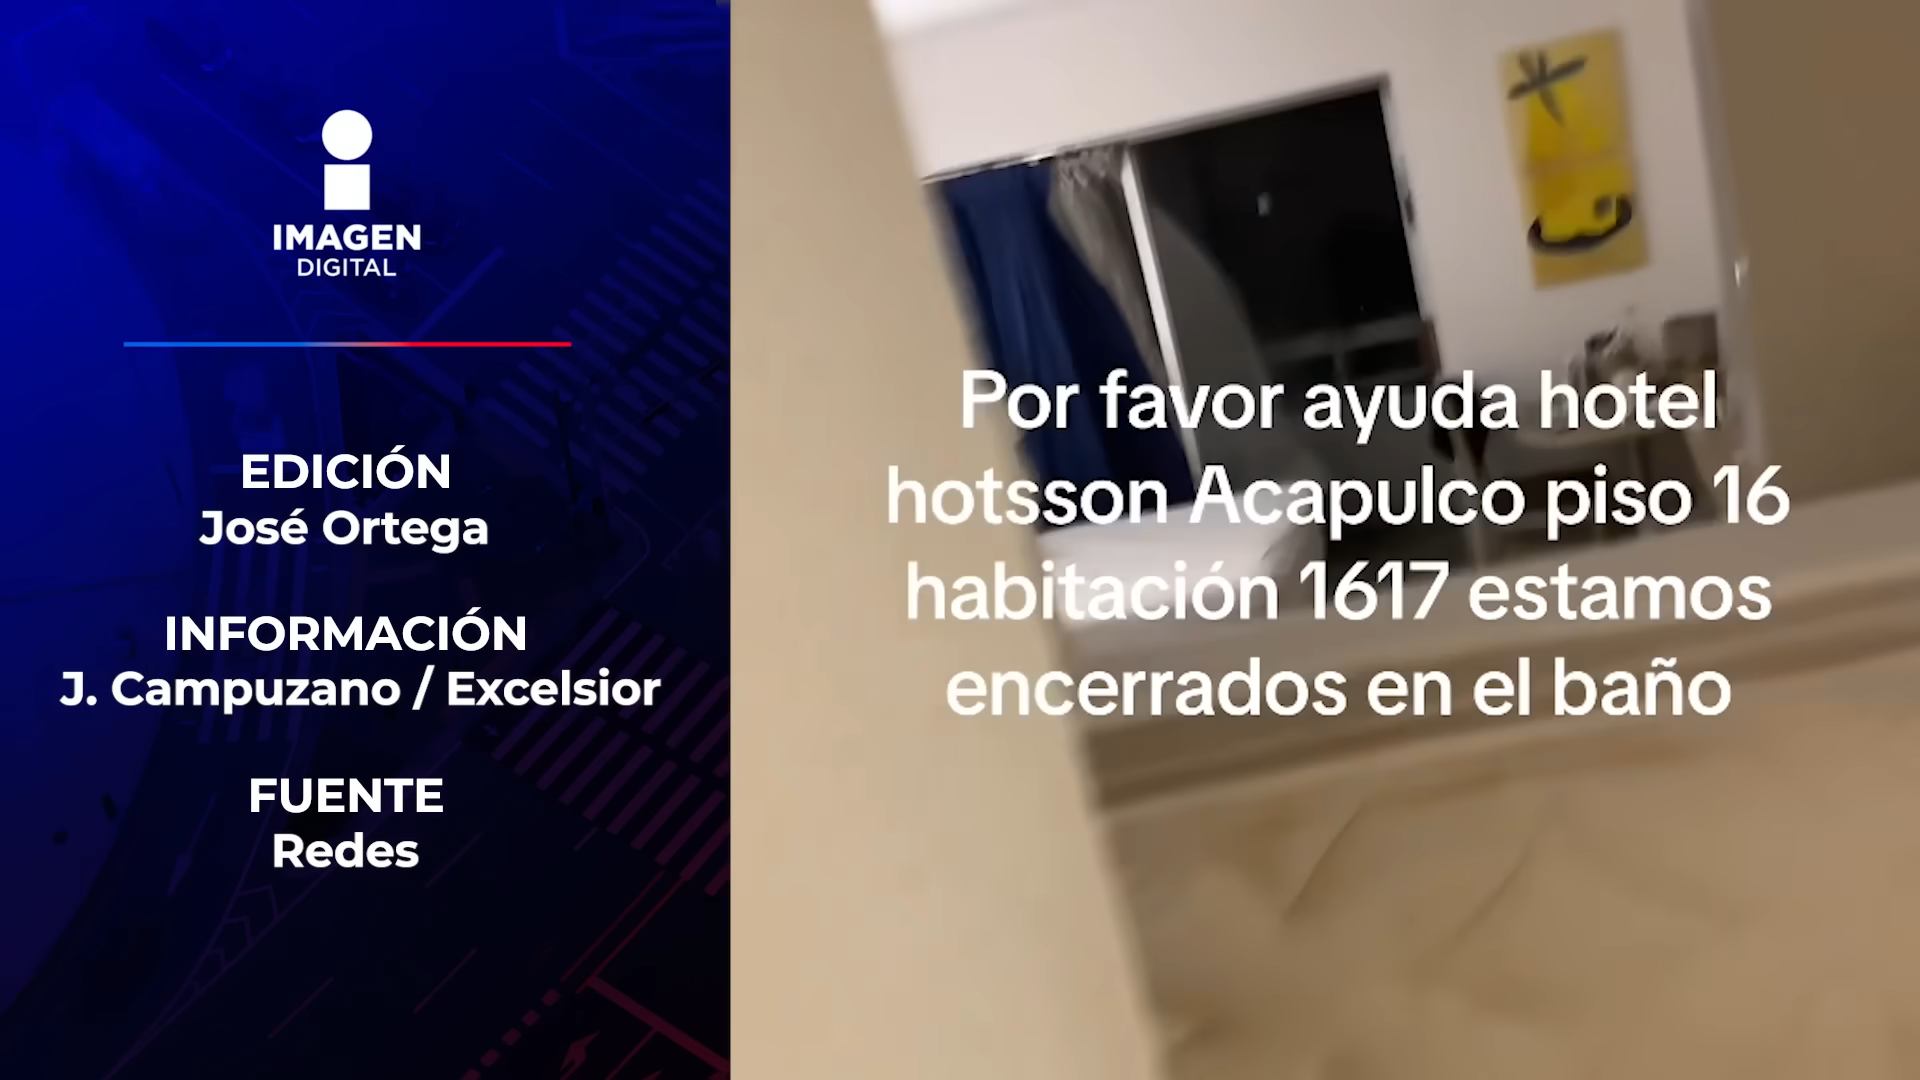 IMAGEN
DIGITAL
EDICIÓN
José Ortega
INFORMACIÓN
J. Campuzano / Excelsior
FUENTE
Redes
Por favor ayuda hotel
hotsson Acapulco piso 16
habitación 1617 estamos
encerrados en el baño